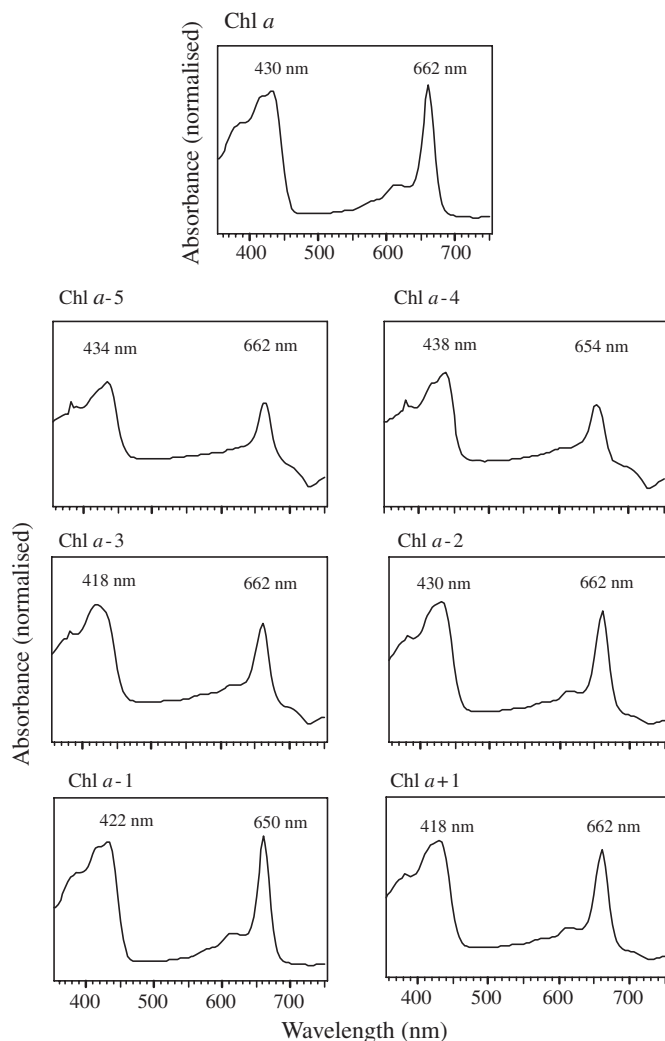 Chl a
430 nm 662 nm
Absorbance (normalised)
400 500 600 700
Chl a-5 Chl a-4
434 nm 662 nm 438 nm 654 nm
Chl a-3 Chl a-2
418 nm 662 nm 430 nm 662 nm
Absorbance (normalised)
Chl a-1 Chl a+1
422 nm 650 nm 418 nm 662 nm
400 500 600 700 400 500 600 700
Wavelength (nm)